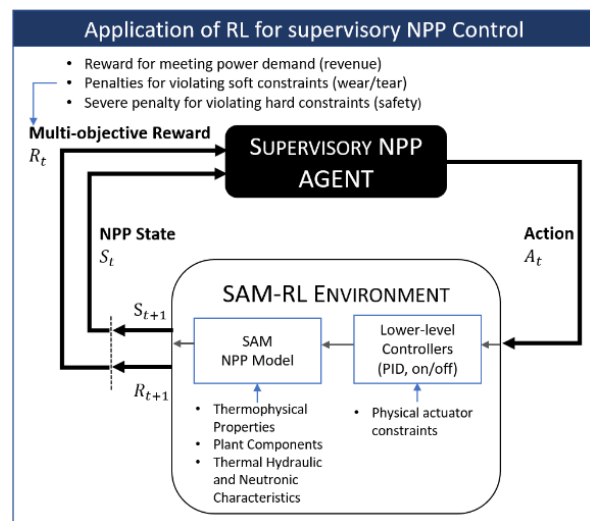 Application of RL for supervisory NPP Control
• Reward for meeting power demand (revenue)
• Penalties for violating soft constraints (wear/tear)
• Severe penalty for violating hard constraints (safety)
Multi-objective Reward
R_t
SUPERVISORY NPP
AGENT
NPP State
S_t
Action
A_t
SAM-RL ENVIRONMENT
S_{t+1}
R_{t+1}
SAM
NPP Model
Lower-level
Controllers
(PID, on/off)
• Thermophysical
Properties
• Plant Components
• Thermal Hydraulic
and Neutronic
Characteristics
• Physical actuator
constraints